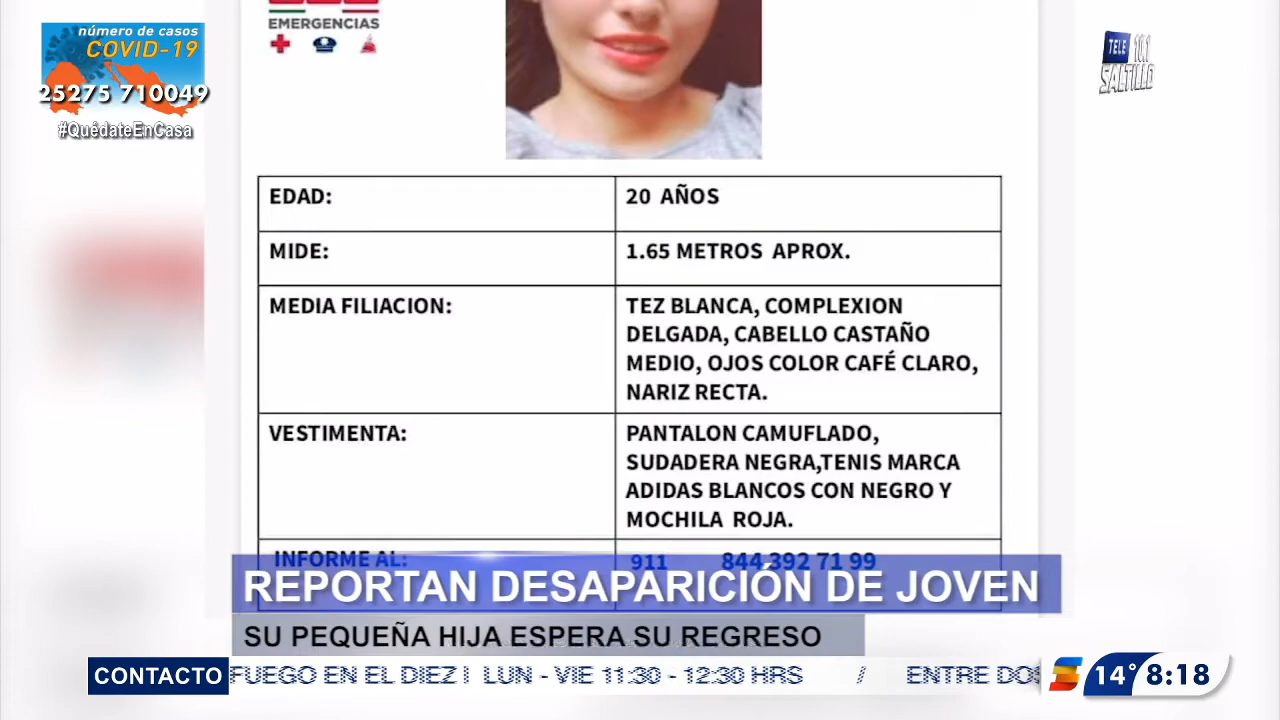 número de casos
COVID-19
25275 710049
#QuédateEnCasa
EMERGENCIAS
TELE
10.1
SALTILLO
EDAD:
20 AÑOS
MIDE:
1.65 METROS APROX.
MEDIA FILIACION:
TEZ BLANCA, COMPLEXION
DELGADA, CABELLO CASTAÑO
MEDIO, OJOS COLOR CAFÉ CLARO,
NARIZ RECTA.
VESTIMENTA:
PANTALON CAMUFLADO,
SUDADERA NEGRA,TENIS MARCA
ADIDAS BLANCOS CON NEGRO Y
MOCHILA ROJA.
INFORME AL:
911 844 392 71 99
REPORTAN DESAPARICIÓN DE JOVEN
SU PEQUEÑA HIJA ESPERA SU REGRESO
CONTACTO
FUEGO EN EL DIEZ | LUN - VIE 11:30 - 12:30 HRS / ENTRE
14° 8:18